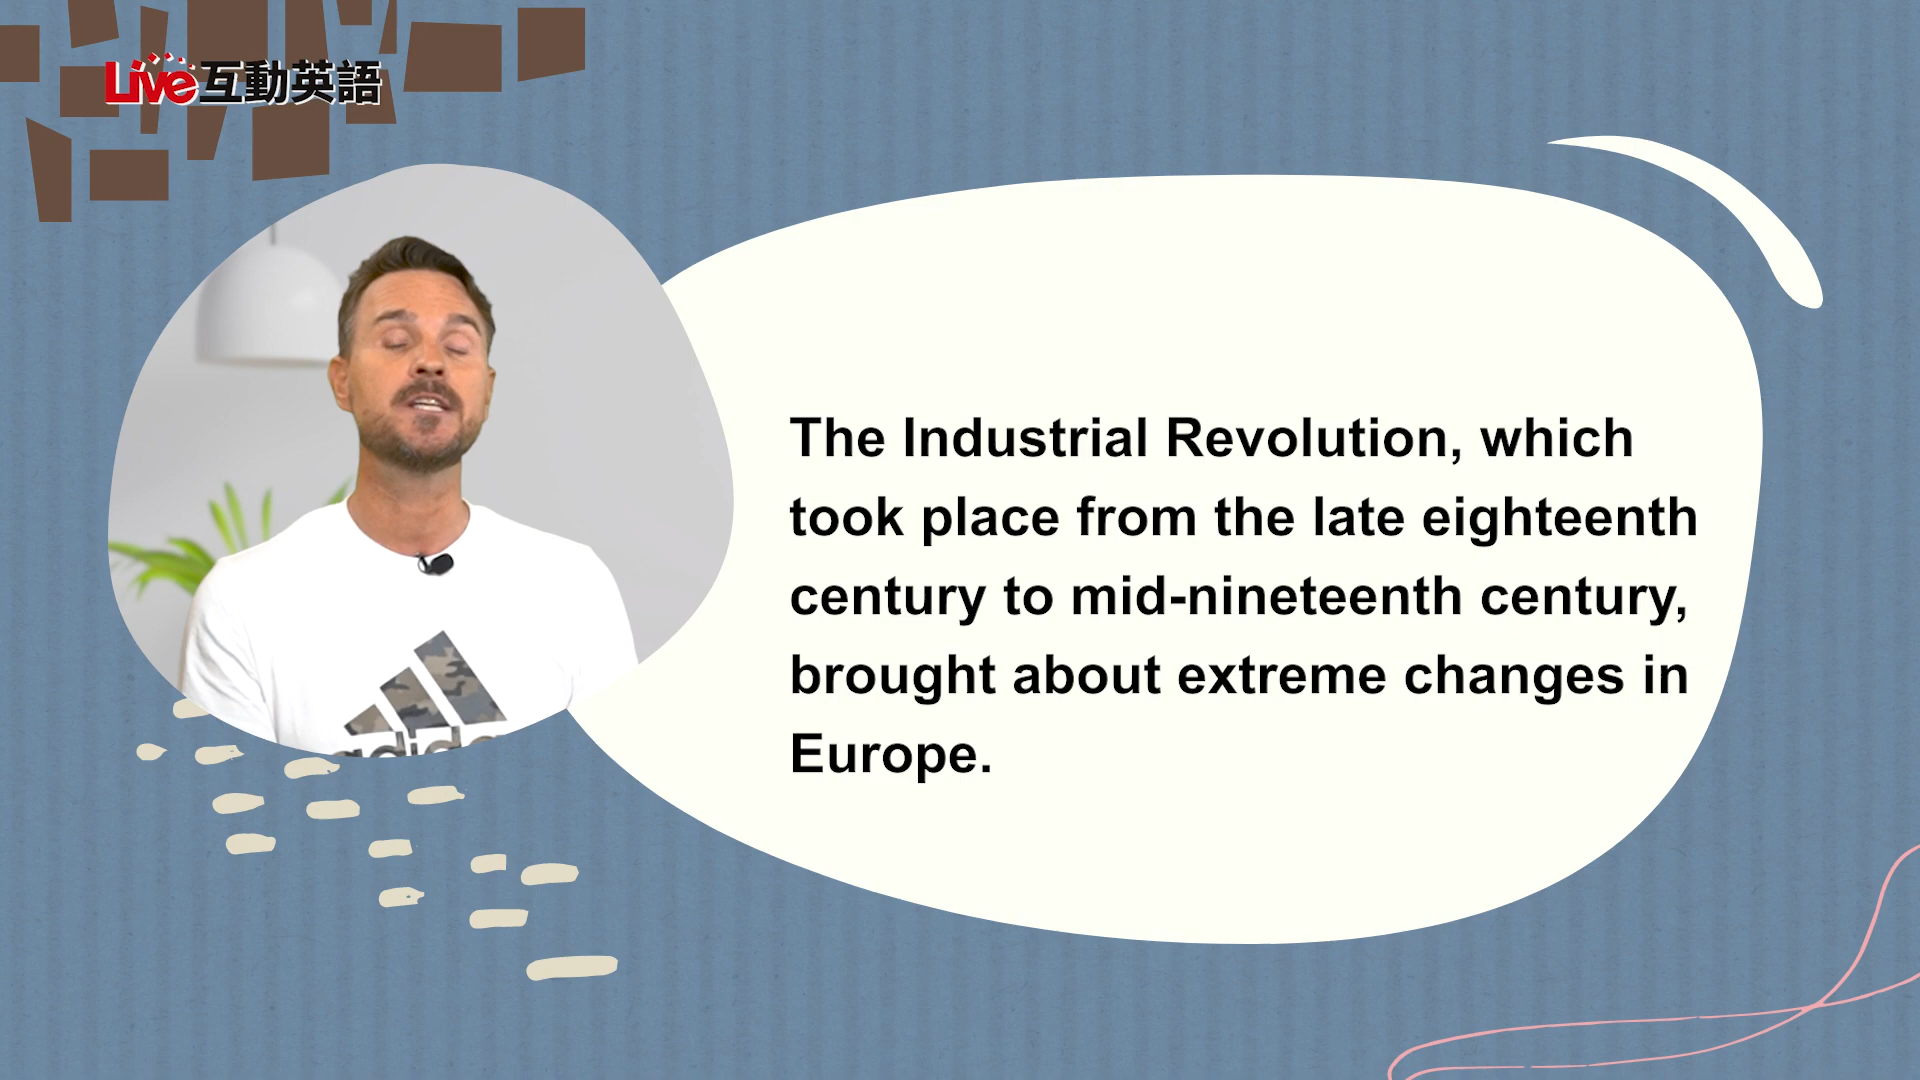 Live互動英語
The Industrial Revolution, which
took place from the late eighteenth
century to mid-nineteenth century,
brought about extreme changes in
Europe.
adidas